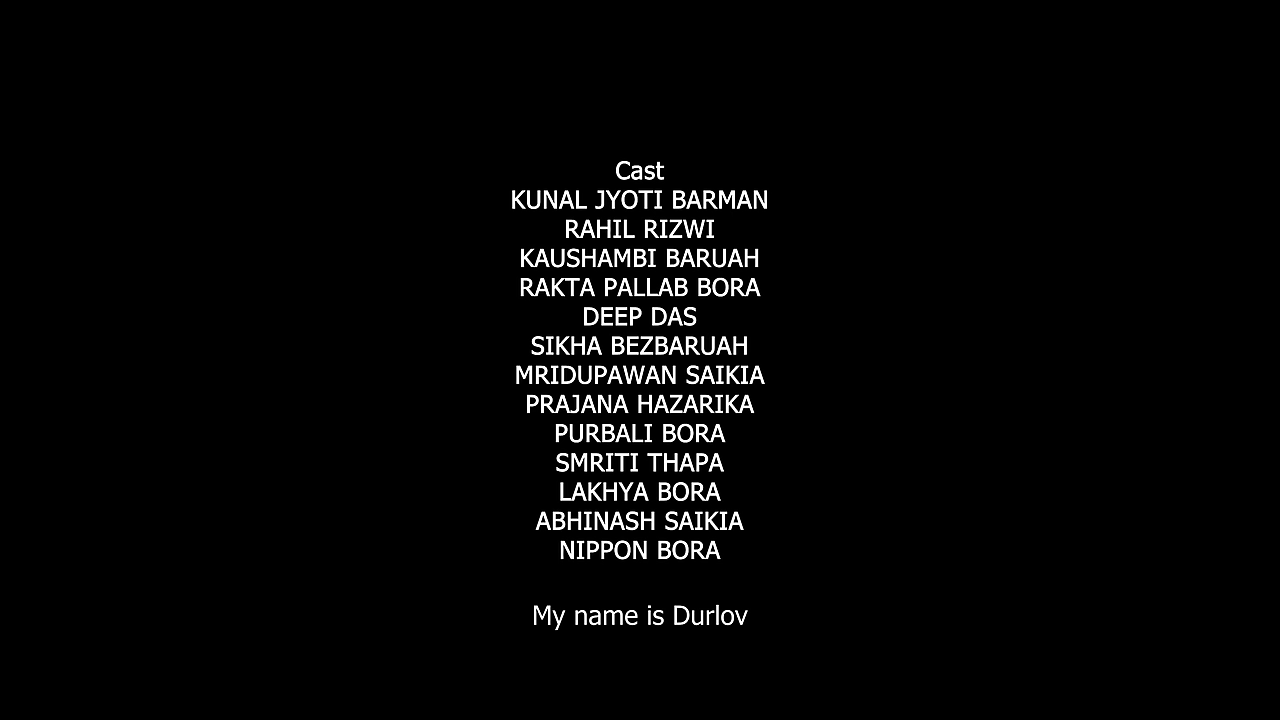 Cast
KUNAL JYOTI BARMAN
RAHIL RIZWI
KAUSHAMBI BARUAH
RAKTA PALLAB BORA
DEEP DAS
SIKHA BEZBARUAH
MRIDUPAWAN SAIKIA
PRAJANA HAZARIKA
PURBALI BORA
SMRITI THAPA
LAKHYA BORA
ABHINASH SAIKIA
NIPPON BORA
My name is Durlov